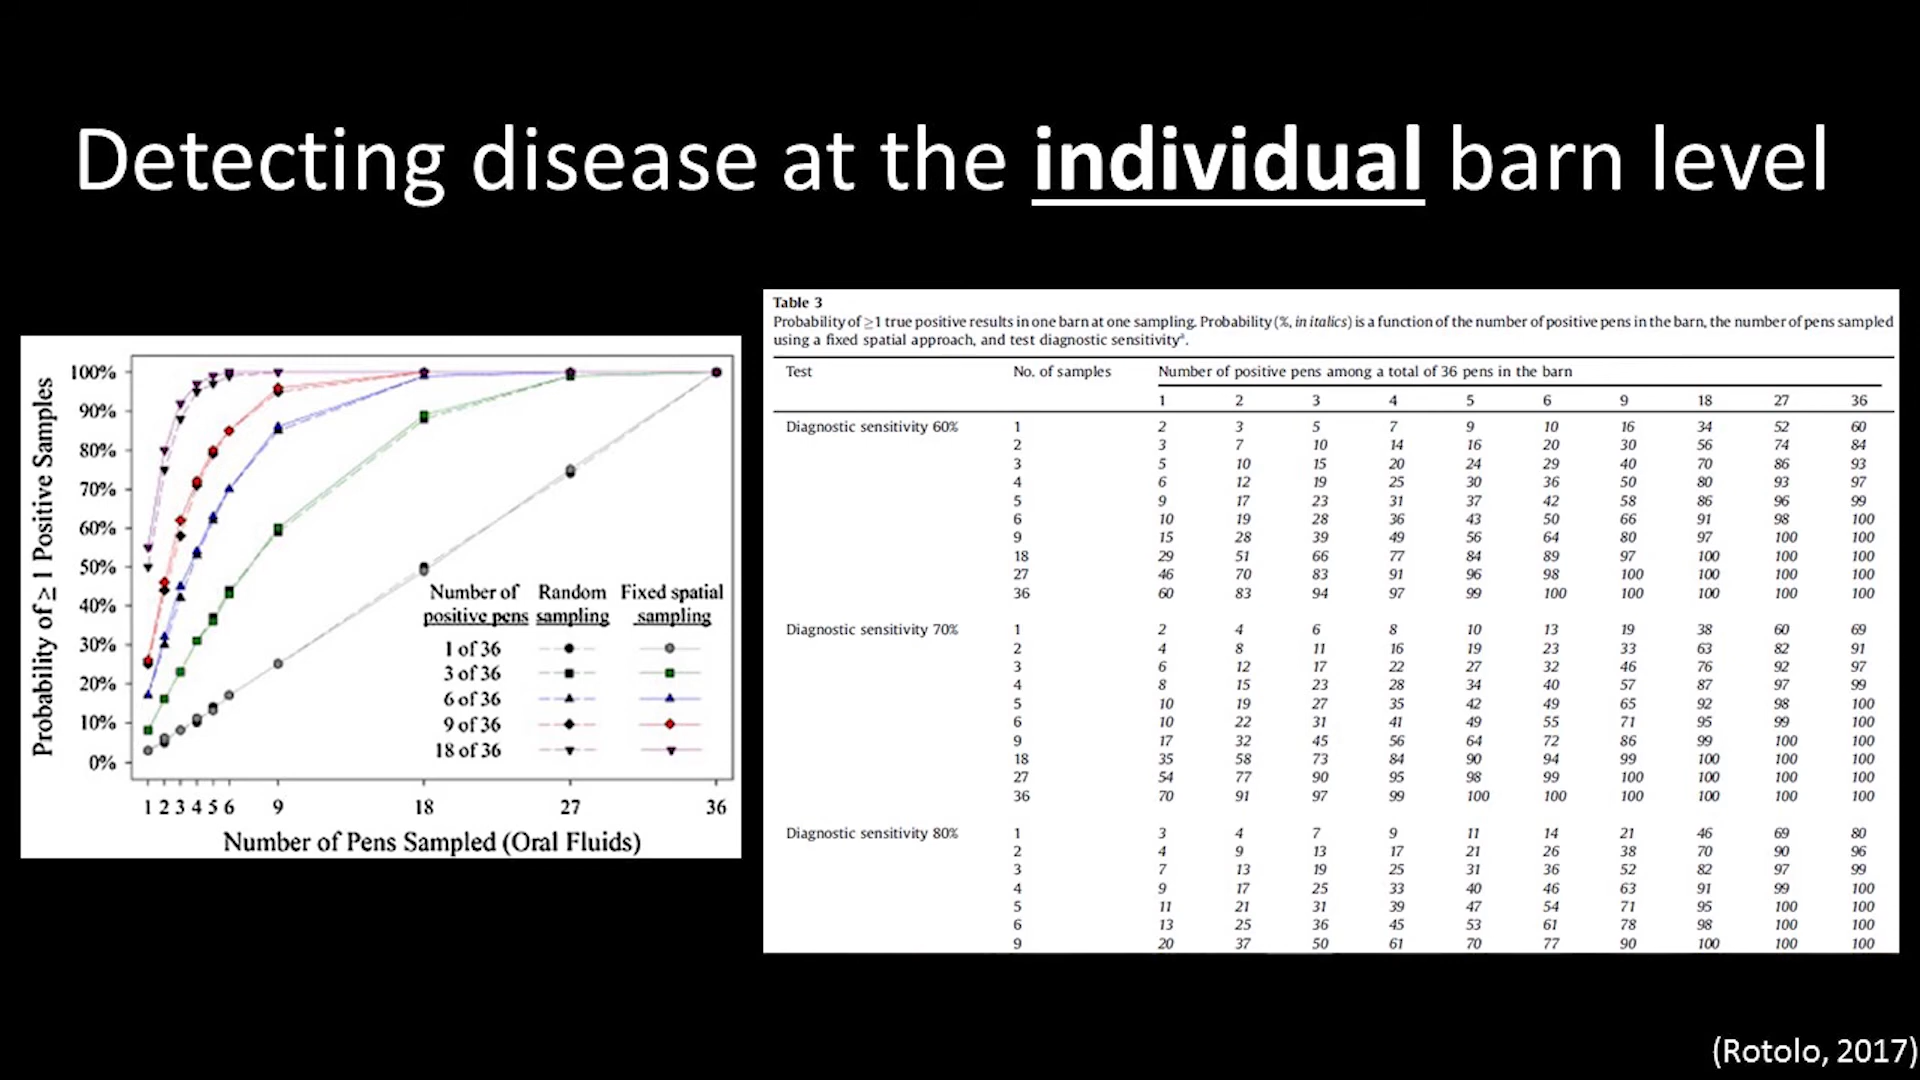 Detecting disease at the individual barn level
Probability of ≥ 1 Positive Samples
100%
90%
80%
70%
60%
50%
40%
30%
20%
10%
0%
Number of positive pens Random sampling Fixed spatial sampling
1 of 36
3 of 36
6 of 36
9 of 36
18 of 36
1 2 3 4 5 6 9 18 27 36
Number of Pens Sampled (Oral Fluids)
Table 3
Probability of ≥1 true positive results in one barn at one sampling. Probability (%, in italics) is a function of the number of positive pens in the barn, the number of pens sampled
using a fixed spatial approach, and test diagnostic sensitivityᵃ.
Test No. of samples Number of positive pens among a total of 36 pens in the barn
1 2 3 4 5 6 9 18 27 36
Diagnostic sensitivity 60% 1 2 3 5 7 9 10 16 34 52 60
2 3 7 10 14 16 20 30 56 74 84
3 5 10 15 20 24 29 40 70 86 93
4 6 12 19 25 30 36 50 80 93 97
5 9 17 23 31 37 42 58 86 96 99
6 10 19 28 36 43 50 66 91 98 100
9 15 28 39 49 56 64 80 97 100 100
18 29 51 66 77 84 89 97 100 100 100
27 46 70 83 91 96 98 100 100 100 100
36 60 83 94 97 99 100 100 100 100 100
Diagnostic sensitivity 70% 1 2 4 6 8 10 13 19 38 60 69
2 4 8 11 16 19 23 33 63 82 91
3 6 12 17 22 27 32 46 76 92 97
4 8 15 23 28 34 40 57 87 97 99
5 10 19 27 35 42 49 65 92 98 100
6 10 22 31 41 49 55 71 95 99 100
9 17 32 45 56 64 72 86 99 100 100
18 35 58 73 84 90 94 99 100 100 100
27 54 77 90 95 98 99 100 100 100 100
36 70 91 97 99 100 100 100 100 100 100
Diagnostic sensitivity 80% 1 3 4 7 9 11 14 21 46 69 80
2 4 9 13 17 21 26 38 70 90 96
3 7 13 19 25 31 36 52 82 97 99
4 9 17 25 33 40 46 63 91 99 100
5 11 21 31 39 47 54 71 95 100 100
6 13 25 36 45 53 61 78 98 100 100
9 20 37 50 61 70 77 90 100 100 100
(Rotolo, 2017)